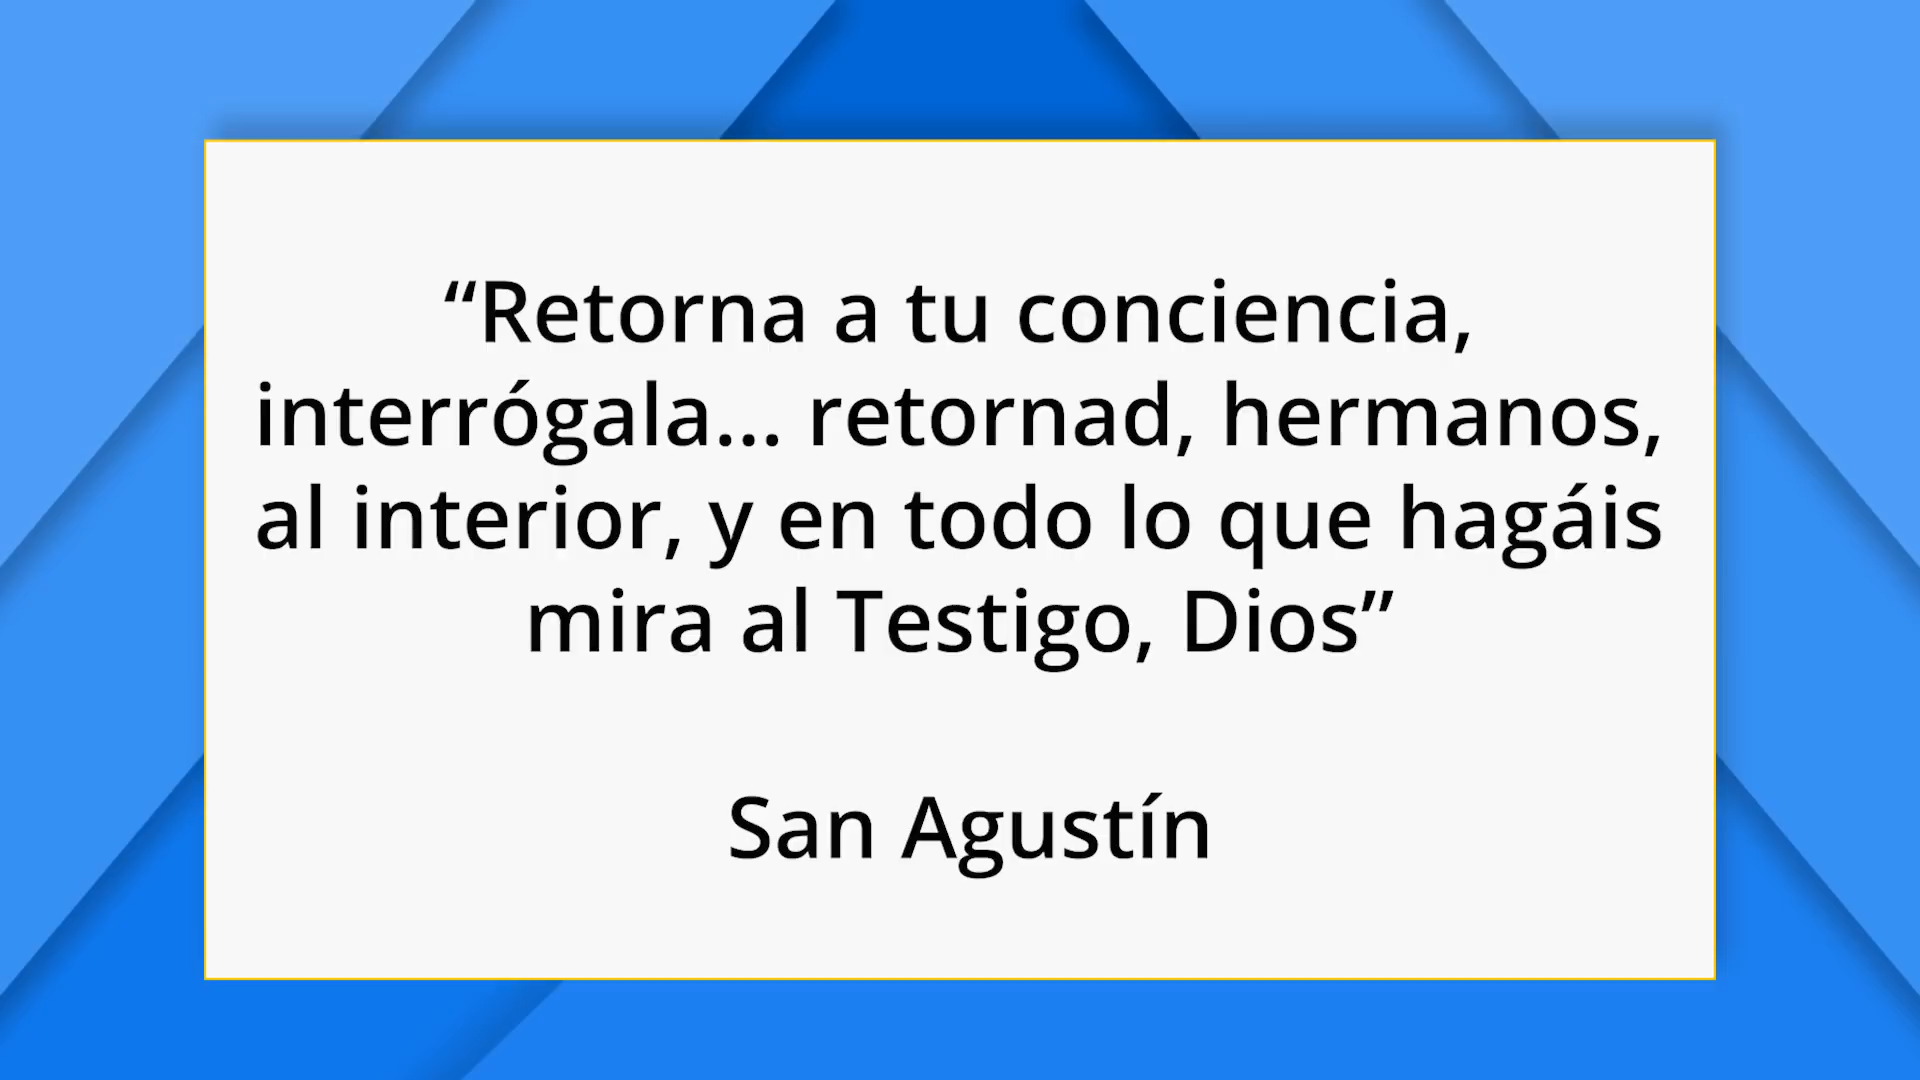 “Retorna a tu conciencia,
interrógala... retornad, hermanos,
al interior, y en todo lo que hagáis
mira al Testigo, Dios”
San Agustín